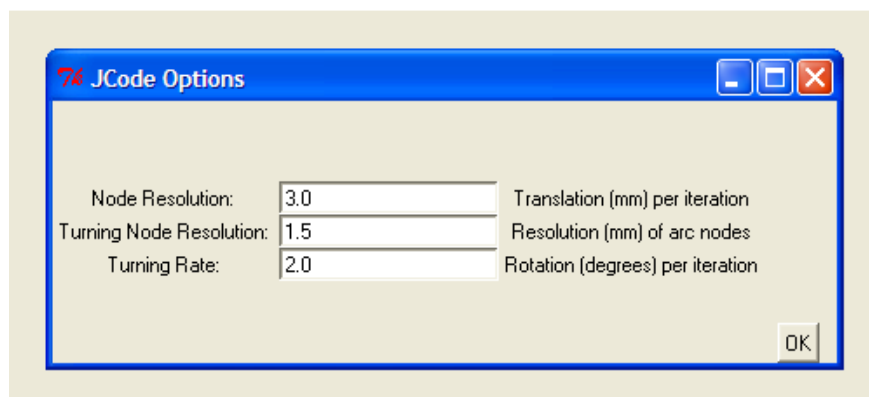 7% JCode Options
Node Resolution: 3.0 Translation (mm) per iteration
Turning Node Resolution: 1.5 Resolution (mm) of arc nodes
Turning Rate: 2.0 Rotation (degrees) per iteration
OK